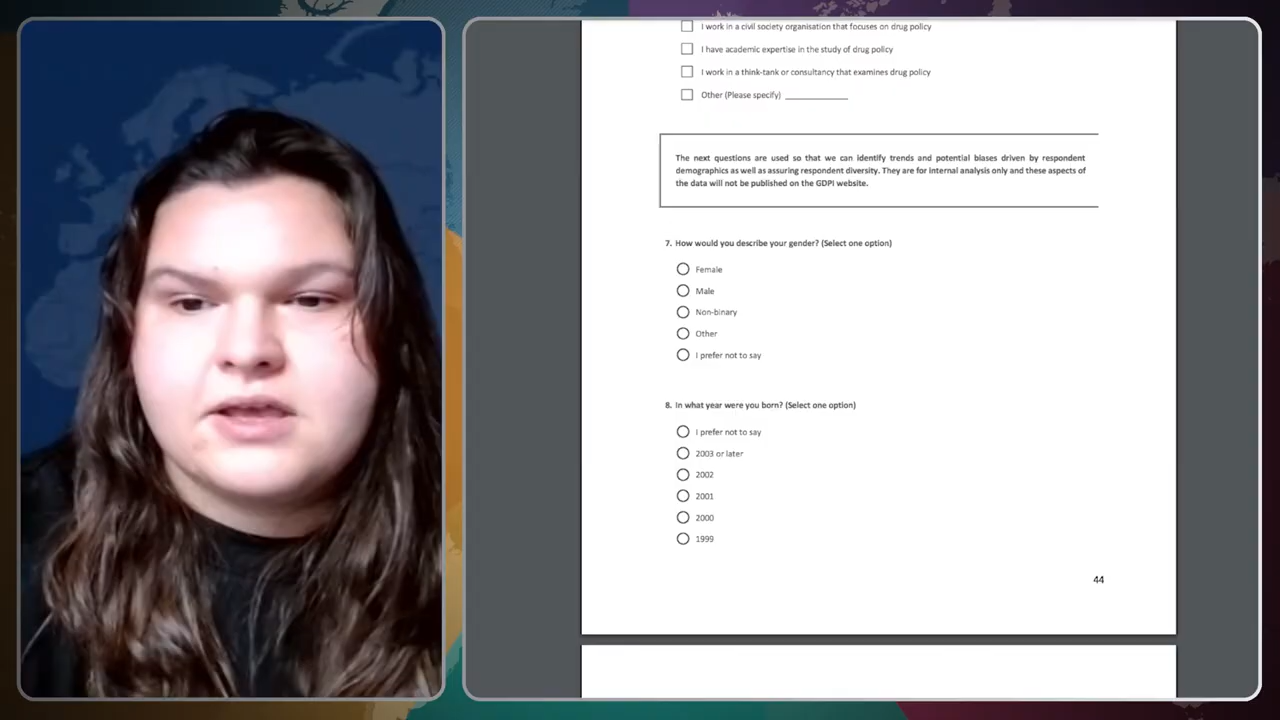 I work in a civil society organisation that focuses on drug policy
I have academic expertise in the study of drug policy
I work in a think-tank or consultancy that examines drug policy
Other (Please specify) ____________
The next questions are used so that we can identify trends and potential biases driven by respondent
demographics as well as assuring respondent diversity. They are for internal analysis only and these aspects of
the data will not be published on the GDPI website.
7. How would you describe your gender? (Select one option)
Female
Male
Non-binary
Other
I prefer not to say
8. In what year were you born? (Select one option)
I prefer not to say
2003 or later
2002
2001
2000
1999
44